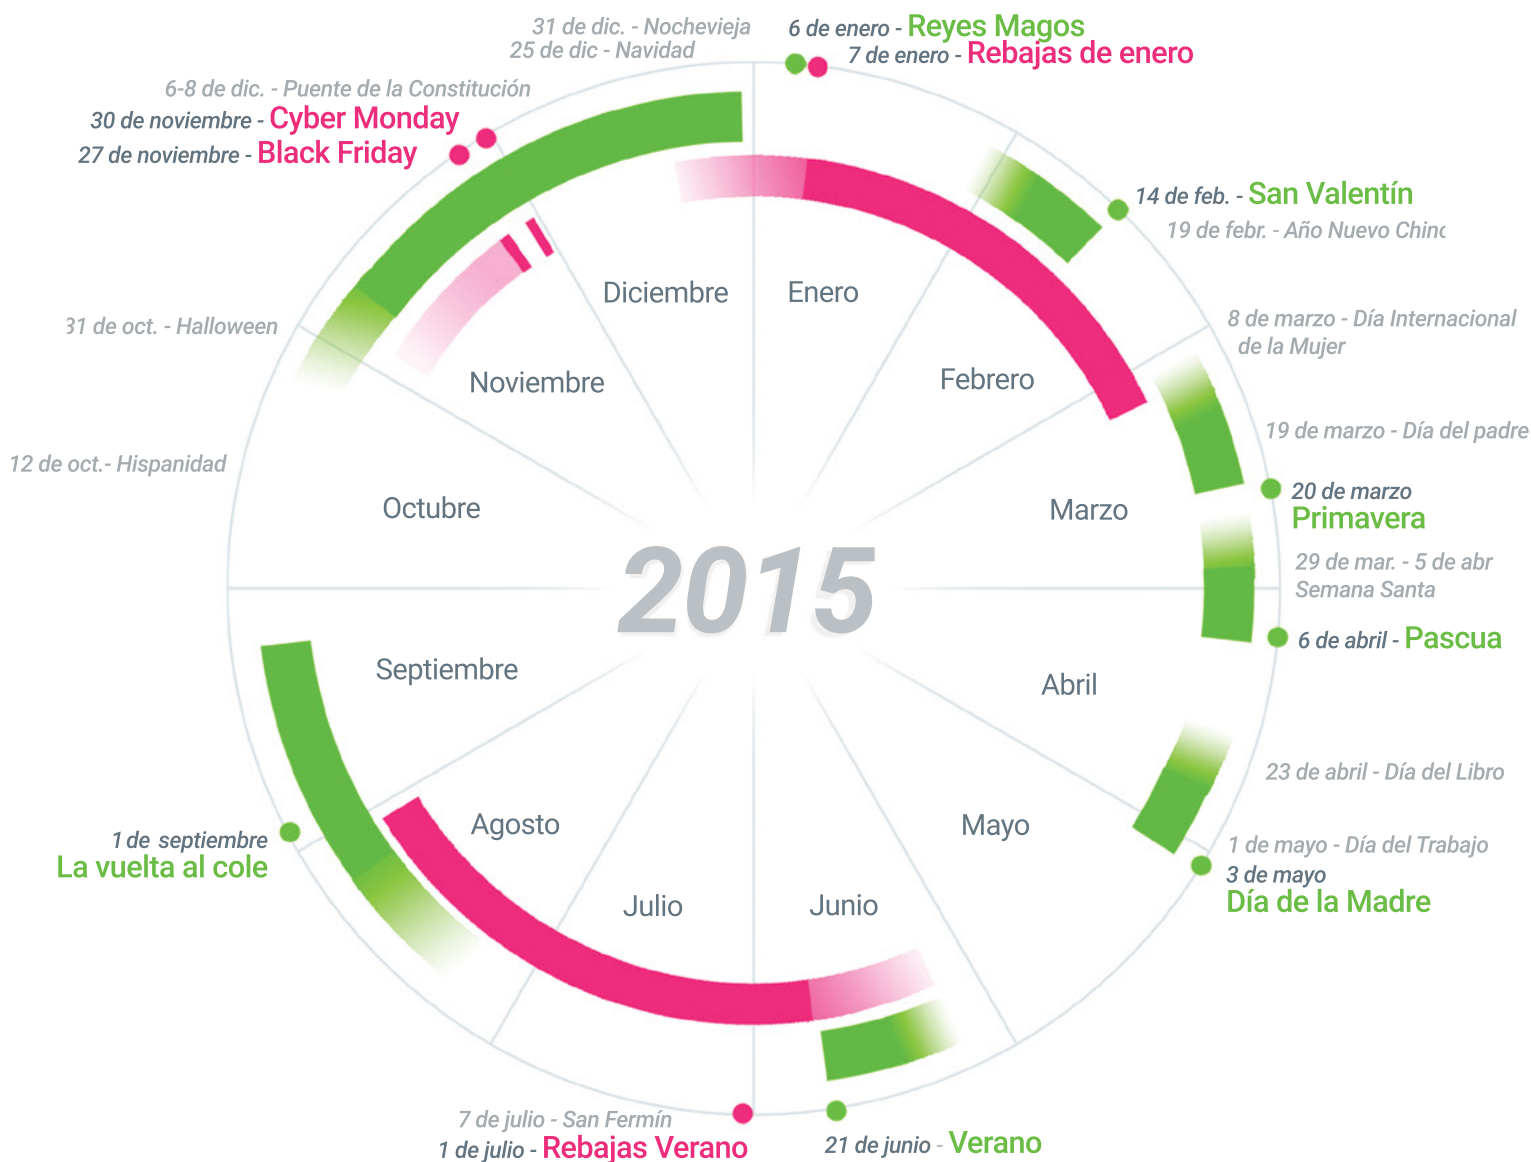 31 de dic. - Nochevieja
25 de dic - Navidad
6 de enero - Reyes Magos
7 de enero - Rebajas de enero
6-8 de dic. - Puente de la Constitución
30 de noviembre - Cyber Monday
27 de noviembre - Black Friday
14 de feb. - San Valentín
19 de febr. - Año Nuevo Chino
31 de oct. - Halloween
8 de marzo - Día Internacional
de la Mujer
12 de oct.- Hispanidad
19 de marzo - Día del padre
20 de marzo
Primavera
29 de mar. - 5 de abr
Semana Santa
6 de abril - Pascua
23 de abril - Día del Libro
1 de mayo - Día del Trabajo
3 de mayo
Día de la Madre
21 de junio - Verano
7 de julio - San Fermín
1 de julio - Rebajas Verano
1 de septiembre
La vuelta al cole
Diciembre
Enero
Noviembre
Febrero
Octubre
Marzo
2015
Septiembre
Abril
Agosto
Mayo
Julio
Junio